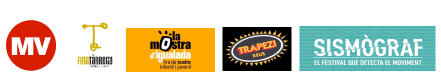 MV
FIRATÀRREGA
la
mostra
d'igualada
fira de teatre
infantil i juvenil
TRAPEZI
REUS
SISMÒGRAF
EL FESTIVAL QUE DETECTA EL MOVIMENT